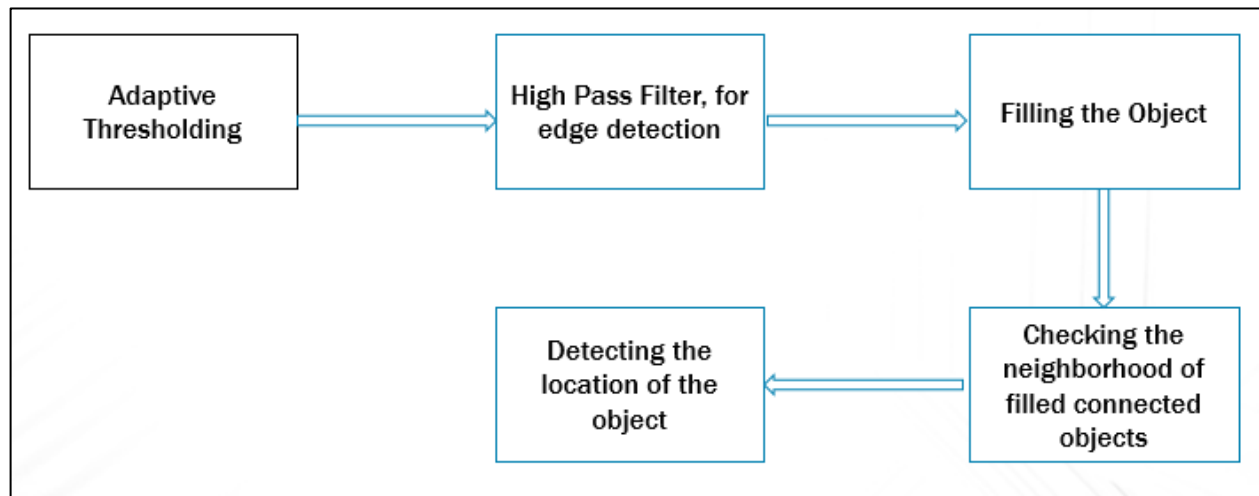 Adaptive
Thresholding
High Pass Filter, for
edge detection
Filling the Object
Checking the
neighborhood of
filled connected
objects
Detecting the
location of the
object